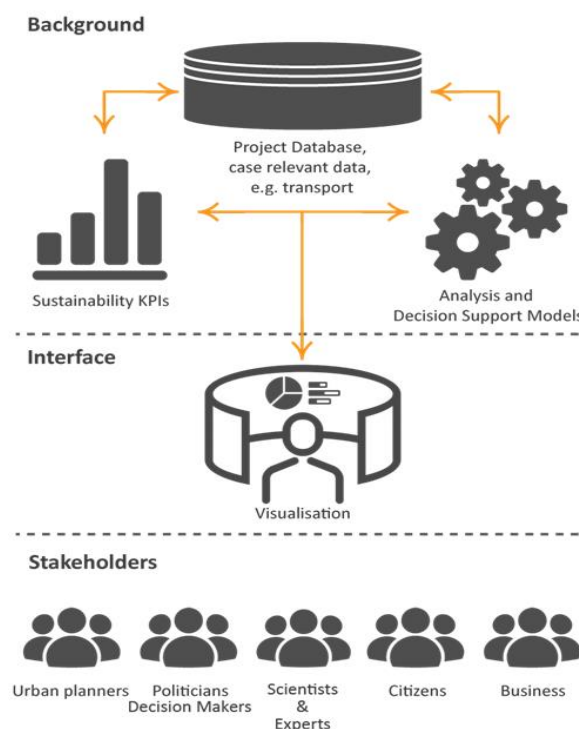 Background
Project Database,
case relevant data,
e.g. transport
Sustainability KPIs
Analysis and
Decision Support Models
Interface
Visualisation
Stakeholders
Urban planners
Politicians
Decision Makers
Scientists
&
Experts
Citizens
Business